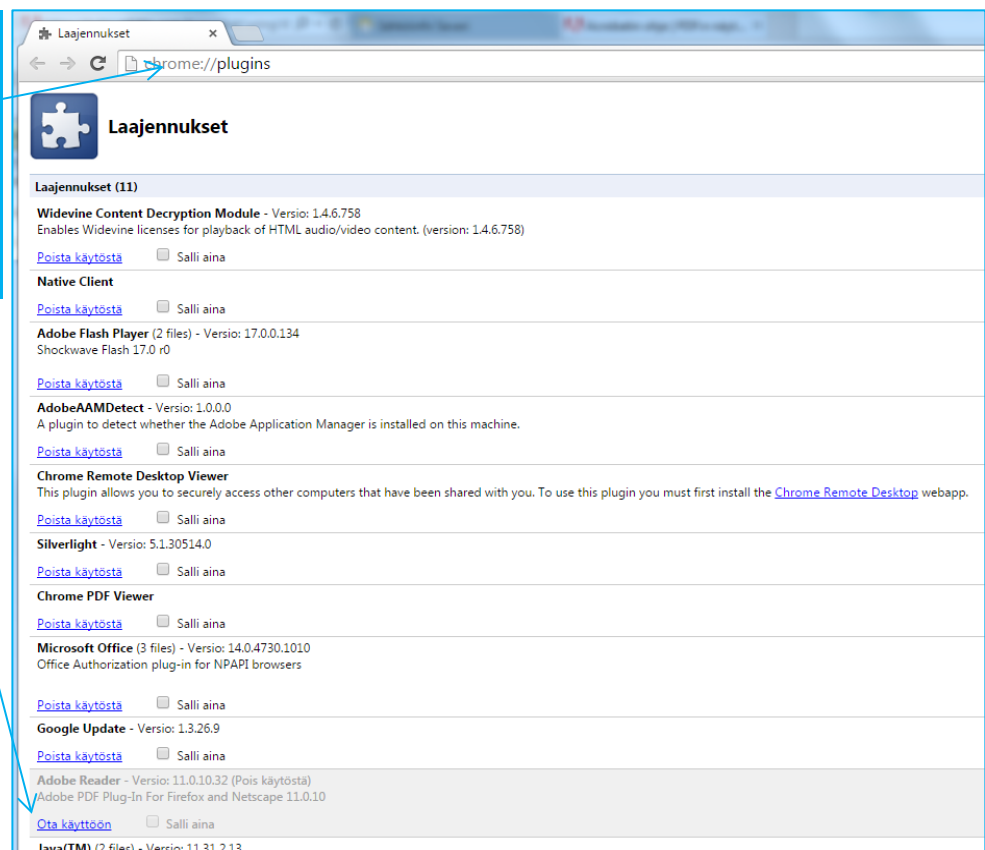 Laajennukset
chrome://plugins
Laajennukset
Laajennukset (11)
Widevine Content Decryption Module - Versio: 1.4.6.758
Enables Widevine licenses for playback of HTML audio/video content. (version: 1.4.6.758)
Poista käytöstä Salli aina
Native Client
Poista käytöstä Salli aina
Adobe Flash Player (2 files) - Versio: 17.0.0.134
Shockwave Flash 17.0 r0
Poista käytöstä Salli aina
AdobeAAMDetect - Versio: 1.0.0.0
A plugin to detect whether the Adobe Application Manager is installed on this machine.
Poista käytöstä Salli aina
Chrome Remote Desktop Viewer
This plugin allows you to securely access other computers that have been shared with you. To use this plugin you must first install the Chrome Remote Desktop webapp.
Poista käytöstä Salli aina
Silverlight - Versio: 5.1.30514.0
Poista käytöstä Salli aina
Chrome PDF Viewer
Poista käytöstä Salli aina
Microsoft Office (3 files) - Versio: 14.0.4730.1010
Office Authorization plug-in for NPAPI browsers
Poista käytöstä Salli aina
Google Update - Versio: 1.3.26.9
Poista käytöstä Salli aina
Adobe Reader - Versio: 11.0.10.32 (Pois käytöstä)
Adobe PDF Plug-In For Firefox and Netscape 11.0.10
Ota käyttöön Salli aina
Java(TM) (2 files) - Versio: 11.31.2.13